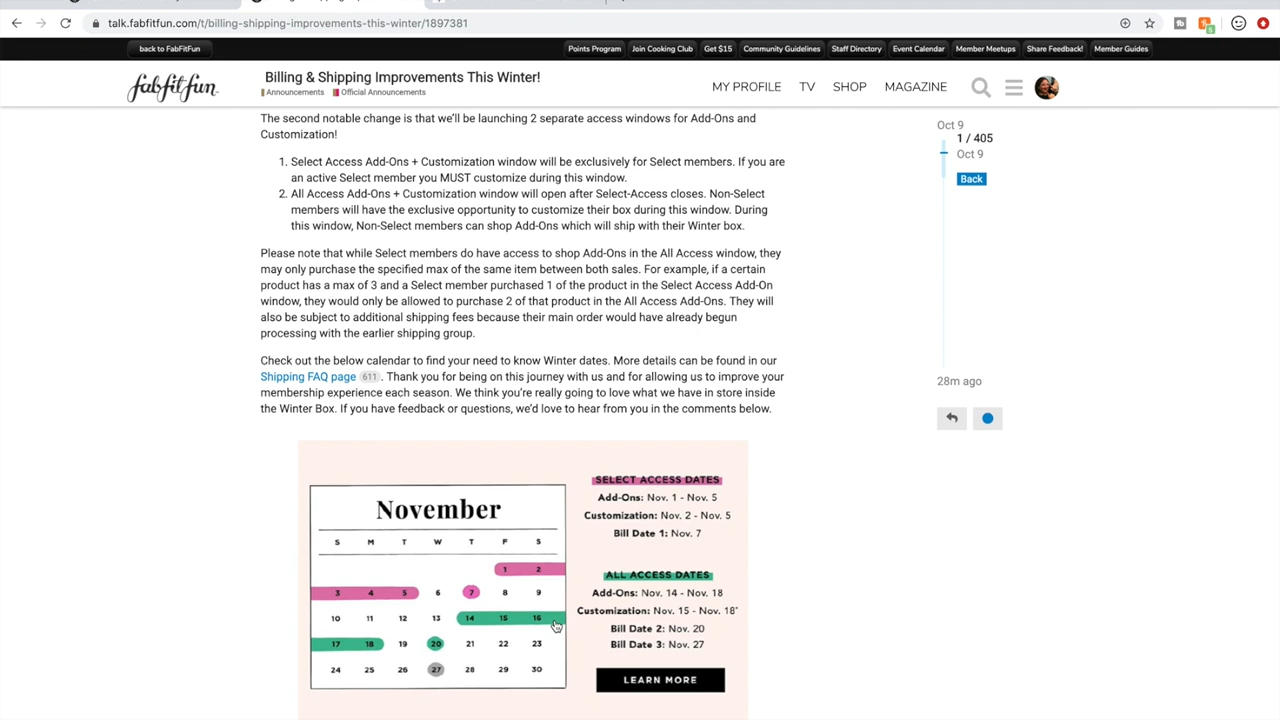 talk.fabfitfun.com/t/billing-shipping-improvements-this-winter/1897381
back to FabFitFun
Points Program
Join Cooking Club
Get $15
Community Guidelines
Staff Directory
Event Calendar
Member Meetups
Share Feedback!
Member Guides
fabfitfun
Billing & Shipping Improvements This Winter!
Announcements Official Announcements
MY PROFILE TV SHOP MAGAZINE
The second notable change is that we'll be launching 2 separate access windows for Add-Ons and
Customization!
1. Select Access Add-Ons + Customization window will be exclusively for Select members. If you are
an active Select member you MUST customize during this window.
2. All Access Add-Ons + Customization window will open after Select-Access closes. Non-Select
members will have the exclusive opportunity to customize their box during this window. During
this window, Non-Select members can shop Add-Ons which will ship with their Winter box.
Please note that while Select members do have access to shop Add-Ons in the All Access window, they
may only purchase the specified max of the same item between both sales. For example, if a certain
product has a max of 3 and a Select member purchased 1 of the product in the Select Access Add-On
window, they would only be allowed to purchase 2 of that product in the All Access Add-Ons. They will
also be subject to additional shipping fees because their main order would have already begun
processing with the earlier shipping group.
Check out the below calendar to find your need to know Winter dates. More details can be found in our
Shipping FAQ page 611 . Thank you for being on this journey with us and for allowing us to improve your
membership experience each season. We think you're really going to love what we have in store inside
the Winter Box. If you have feedback or questions, we'd love to hear from you in the comments below.
Oct 9
1 / 405
Oct 9
Back
28m ago
November
S M T W T F S
1 2
3 4 5 6 7 8 9
10 11 12 13 14 15 16
17 18 19 20 21 22 23
24 25 26 27 28 29 30
SELECT ACCESS DATES
Add-Ons: Nov. 1 - Nov. 5
Customization: Nov. 2 - Nov. 5
Bill Date 1: Nov. 7
ALL ACCESS DATES
Add-Ons: Nov. 14 - Nov. 18
Customization: Nov. 15 - Nov. 18*
Bill Date 2: Nov. 20
Bill Date 3: Nov. 27
LEARN MORE